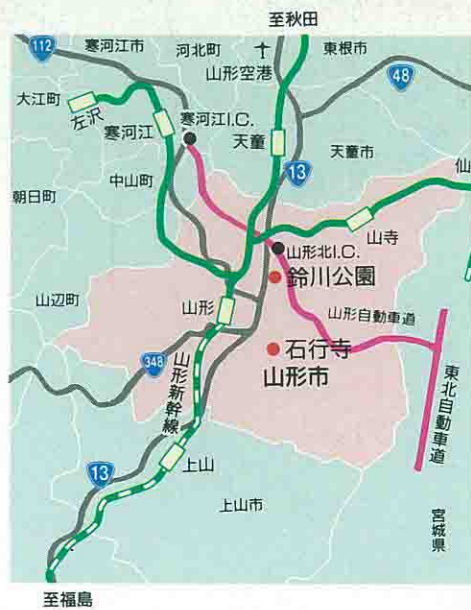 至秋田
112
寒河江市
河北町
山形空港
東根市
48
大江町
左沢
寒河江
寒河江I.C.
天童
13
天童市
仙
朝日町
中山町
山寺
山形北I.C.
鈴川公園
山辺町
山形
山形自動車道
石行寺
山形市
348
山形新幹線
東北自動車道
上山
13
上山市
宮城県
至福島